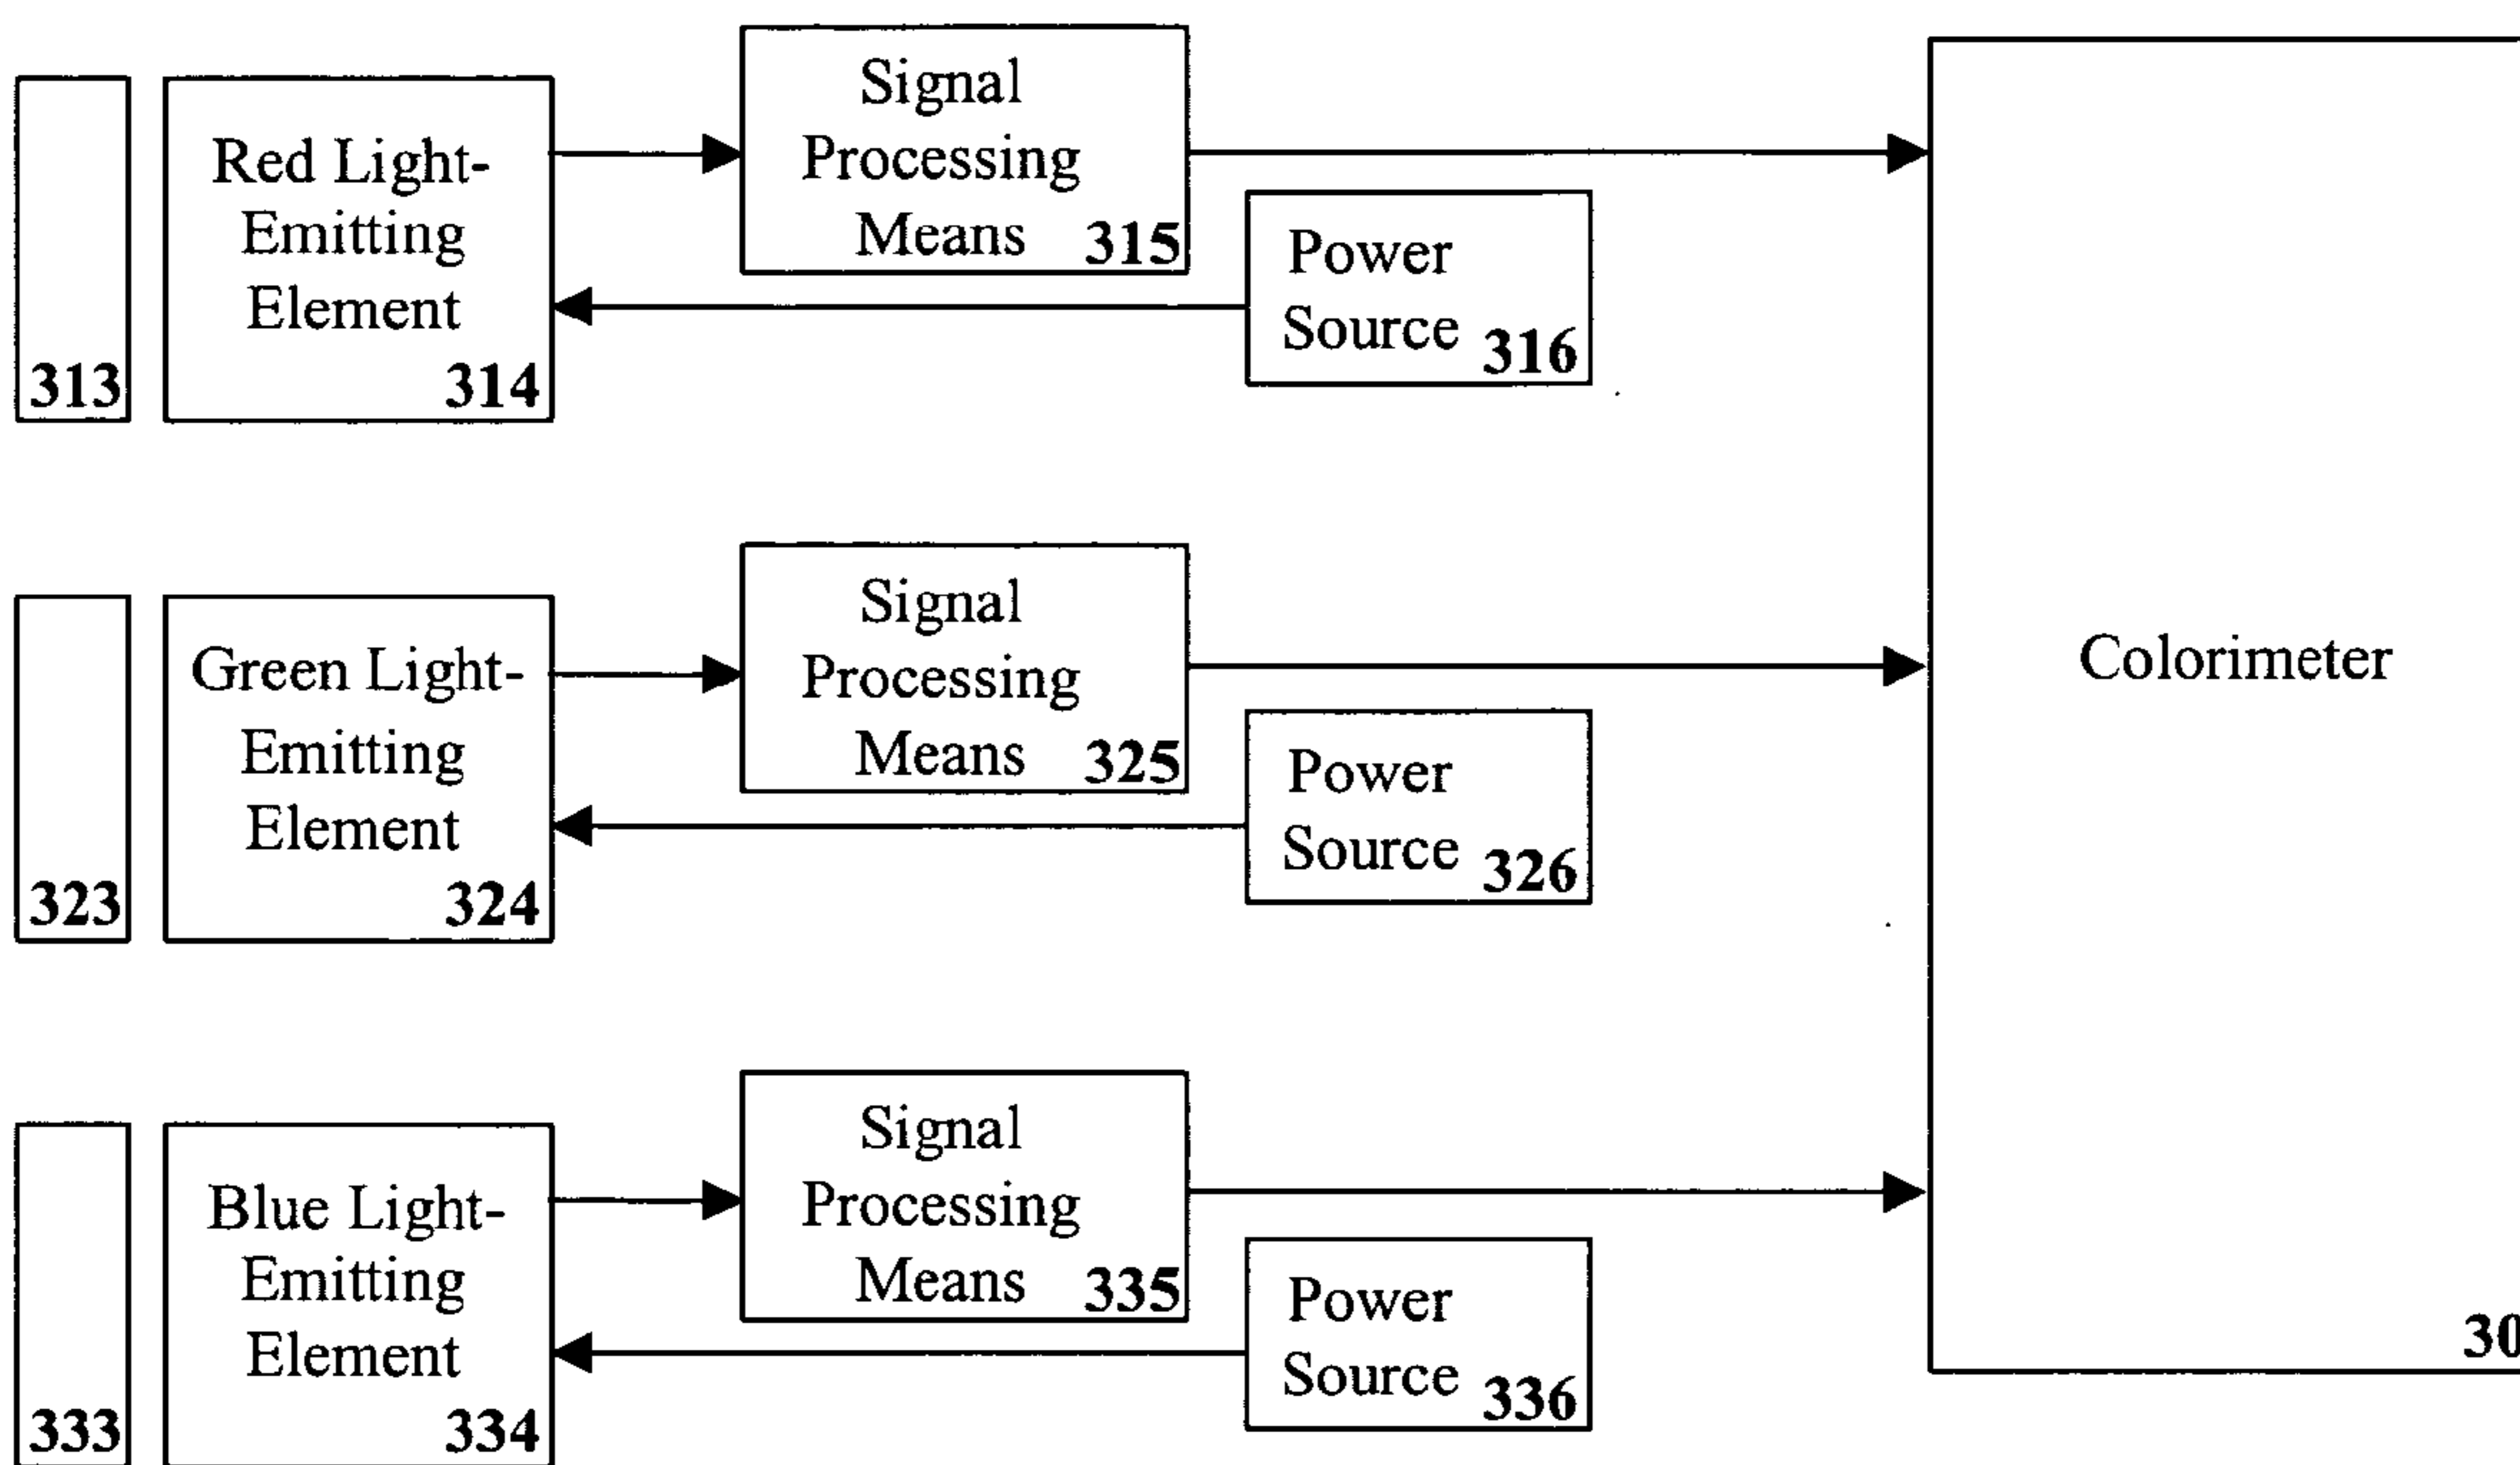 313
Red Light-
Emitting
Element
314
Signal
Processing
Means 315
Power
Source 316
323
Green Light-
Emitting
Element
324
Signal
Processing
Means 325
Power
Source 326
Colorimeter
333
Blue Light-
Emitting
Element
334
Signal
Processing
Means 335
Power
Source 336